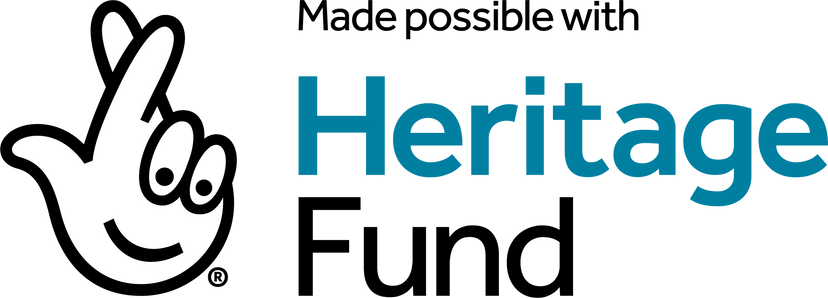 Made possible with
Heritage
Fund
®